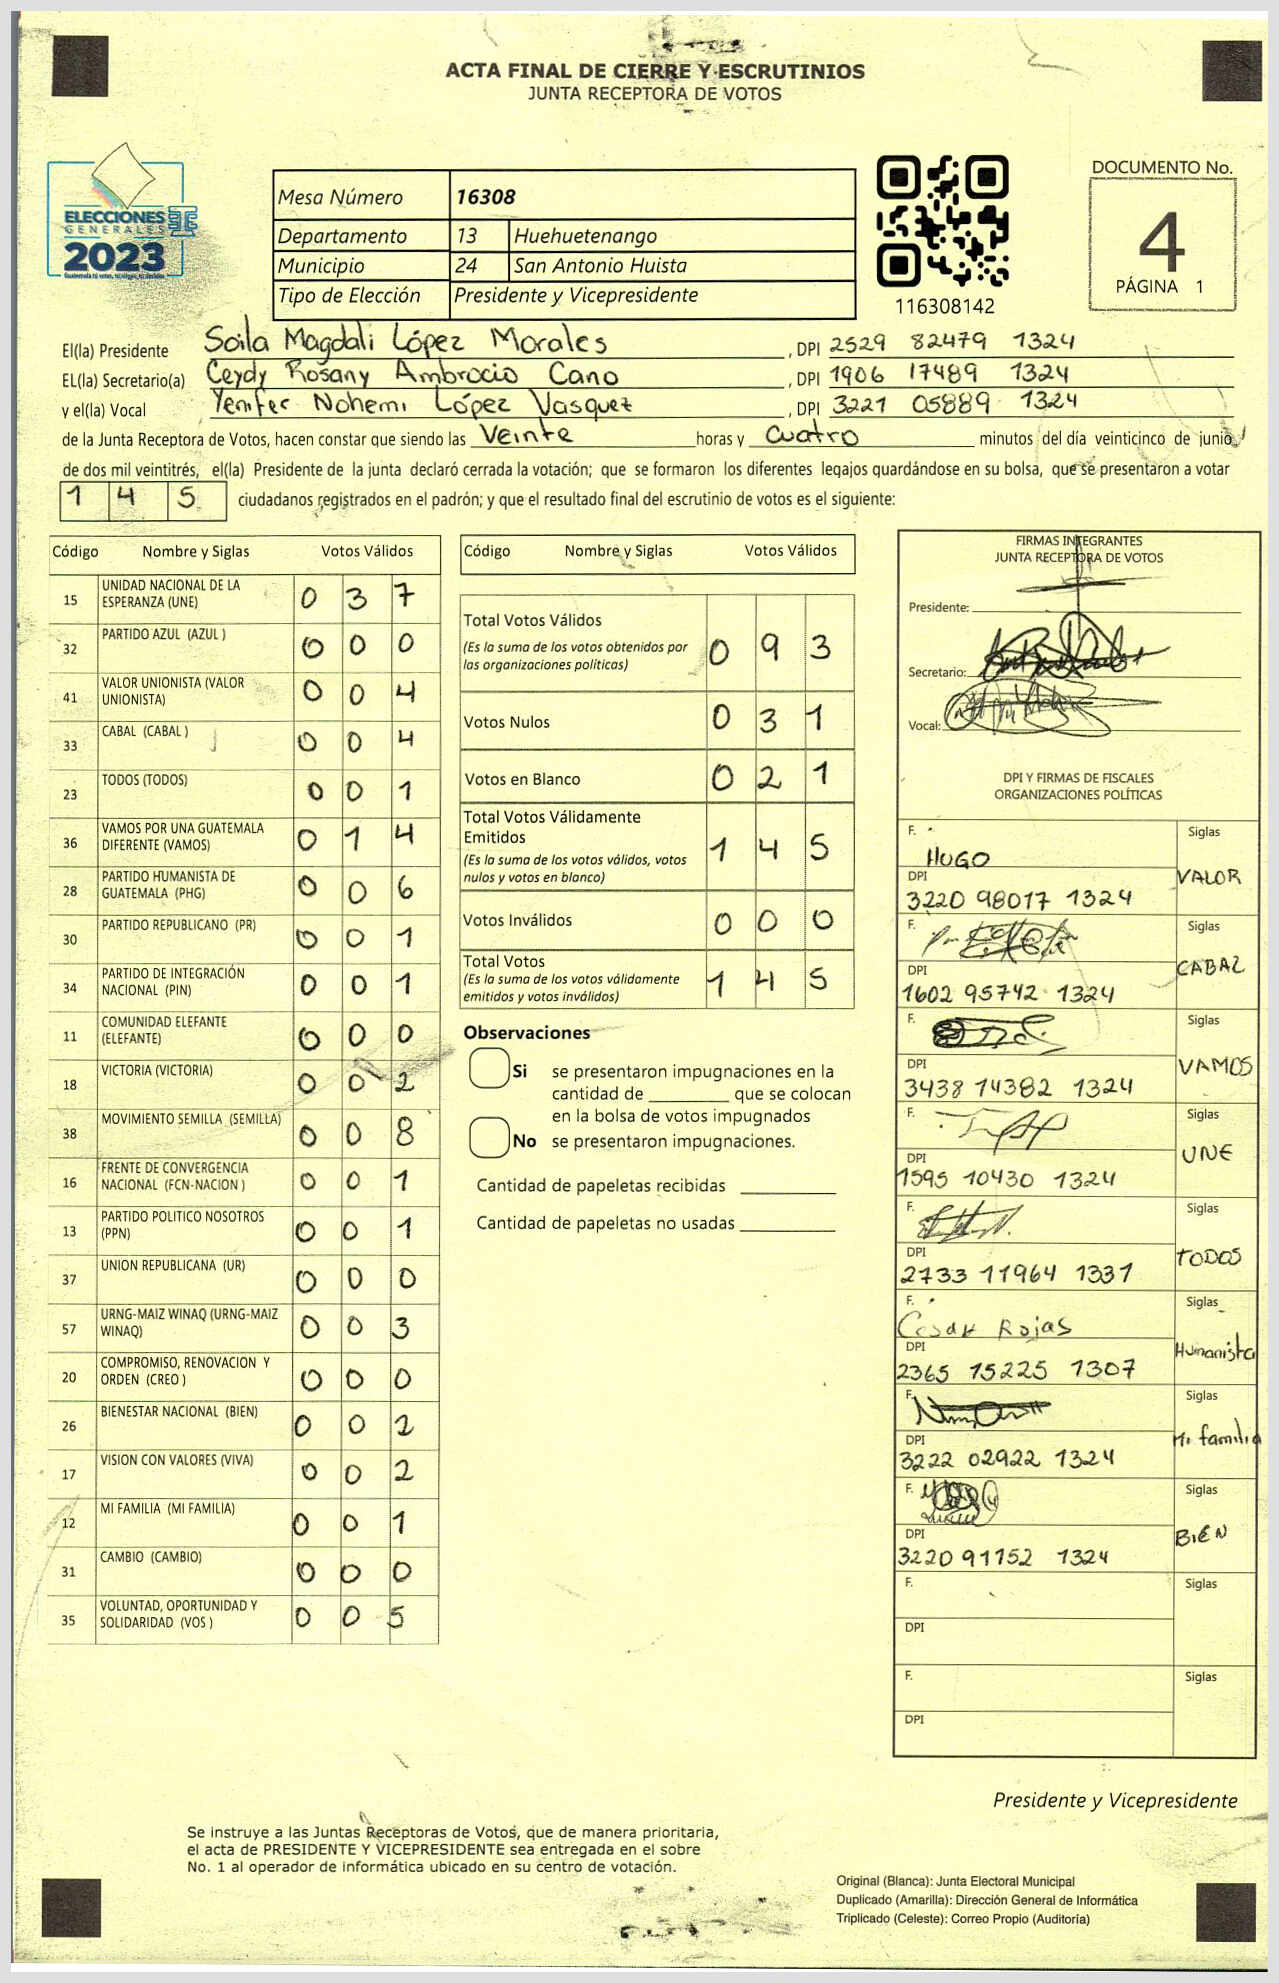 ACTA FINAL DE CIERRE Y ESCRUTINIOS
JUNTA RECEPTORA DE VOTOS
ELECCIONES
GENERALES
2023
Mesa Número 16308
Departamento 13 Huehuetenango
Municipio 24 San Antonio Huista
Tipo de Elección Presidente y Vicepresidente
116308142
DOCUMENTO No.
4
PÁGINA 1
El(la) Presidente Soila Magdali López Morales , DPI 2529 82479 1324
EL(la) Secretario(a) Ceydy Rosany Ambrocio Cano , DPI 1906 17489 1324
y el(la) Vocal Yenifer Nohemi López Vasquez , DPI 3221 05889 1324
de la Junta Receptora de Votos, hacen constar que siendo las Veinte horas y Cuatro minutos del día veinticinco de junio
de dos mil veintitrés, el(la) Presidente de la junta declaró cerrada la votación; que se formaron los diferentes legajos guardándose en su bolsa, que se presentaron a votar
1 4 5 ciudadanos registrados en el padrón; y que el resultado final del escrutinio de votos es el siguiente:
Código Nombre y Siglas Votos Válidos
15 UNIDAD NACIONAL DE LA
ESPERANZA (UNE) 0 3 7
32 PARTIDO AZUL (AZUL ) 0 0 0
41 VALOR UNIONISTA (VALOR
UNIONISTA) 0 0 4
33 CABAL (CABAL ) 0 0 4
23 TODOS (TODOS) 0 0 1
36 VAMOS POR UNA GUATEMALA
DIFERENTE (VAMOS) 0 1 4
28 PARTIDO HUMANISTA DE
GUATEMALA (PHG) 0 0 6
30 PARTIDO REPUBLICANO (PR) 0 0 1
34 PARTIDO DE INTEGRACIÓN
NACIONAL (PIN) 0 0 1
11 COMUNIDAD ELEFANTE
(ELEFANTE) 0 0 0
18 VICTORIA (VICTORIA) 0 0 2
38 MOVIMIENTO SEMILLA (SEMILLA) 0 0 8
16 FRENTE DE CONVERGENCIA
NACIONAL (FCN-NACION ) 0 0 1
13 PARTIDO POLITICO NOSOTROS
(PPN) 0 0 1
37 UNION REPUBLICANA (UR) 0 0 0
57 URNG-MAIZ WINAQ (URNG-MAIZ
WINAQ) 0 0 3
20 COMPROMISO, RENOVACION Y
ORDEN (CREO ) 0 0 0
26 BIENESTAR NACIONAL (BIEN) 0 0 2
17 VISION CON VALORES (VIVA) 0 0 2
12 MI FAMILIA (MI FAMILIA) 0 0 1
31 CAMBIO (CAMBIO) 0 0 0
35 VOLUNTAD, OPORTUNIDAD Y
SOLIDARIDAD (VOS ) 0 0 5
Código Nombre y Siglas Votos Válidos
Total Votos Válidos
(Es la suma de los votos obtenidos por
las organizaciones políticas) 0 9 3
Votos Nulos 0 3 1
Votos en Blanco 0 2 1
Total Votos Válidamente
Emitidos
(Es la suma de los votos válidos, votos
nulos y votos en blanco) 1 4 5
Votos Inválidos 0 0 0
Total Votos
(Es la suma de los votos válidamente
emitidos y votos inválidos) 1 4 5
Observaciones
Si se presentaron impugnaciones en la
cantidad de ________ que se colocan
en la bolsa de votos impugnados
No se presentaron impugnaciones.
Cantidad de papeletas recibidas
Cantidad de papeletas no usadas
FIRMAS INTEGRANTES
JUNTA RECEPTORA DE VOTOS
Presidente:
Secretario:
Vocal:
DPI Y FIRMAS DE FISCALES
ORGANIZACIONES POLÍTICAS
F. HUGO Siglas
DPI VALOR
3220 98017 1324
F. Siglas
DPI CABAL
1602 95742 1324
F. Siglas
DPI VAMOS
3438 14382 1324
F. Siglas
DPI UNE
1595 10430 1324
F. Siglas
DPI TODOS
2733 11964 1331
F. Cesar Rojas Siglas
DPI Humanista
2365 15225 1307
F. Siglas
DPI Mi familia
3222 02922 1324
F. Siglas
DPI BIEN
3220 91152 1324
F. Siglas
DPI
F. Siglas
DPI
Presidente y Vicepresidente
Se instruye a las Juntas Receptoras de Votos, que de manera prioritaria,
el acta de PRESIDENTE Y VICEPRESIDENTE sea entregada en el sobre
No. 1 al operador de informática ubicado en su centro de votación.
Original (Blanca): Junta Electoral Municipal
Duplicado (Amarilla): Dirección General de Informática
Triplicado (Celeste): Correo Propio (Auditoría)